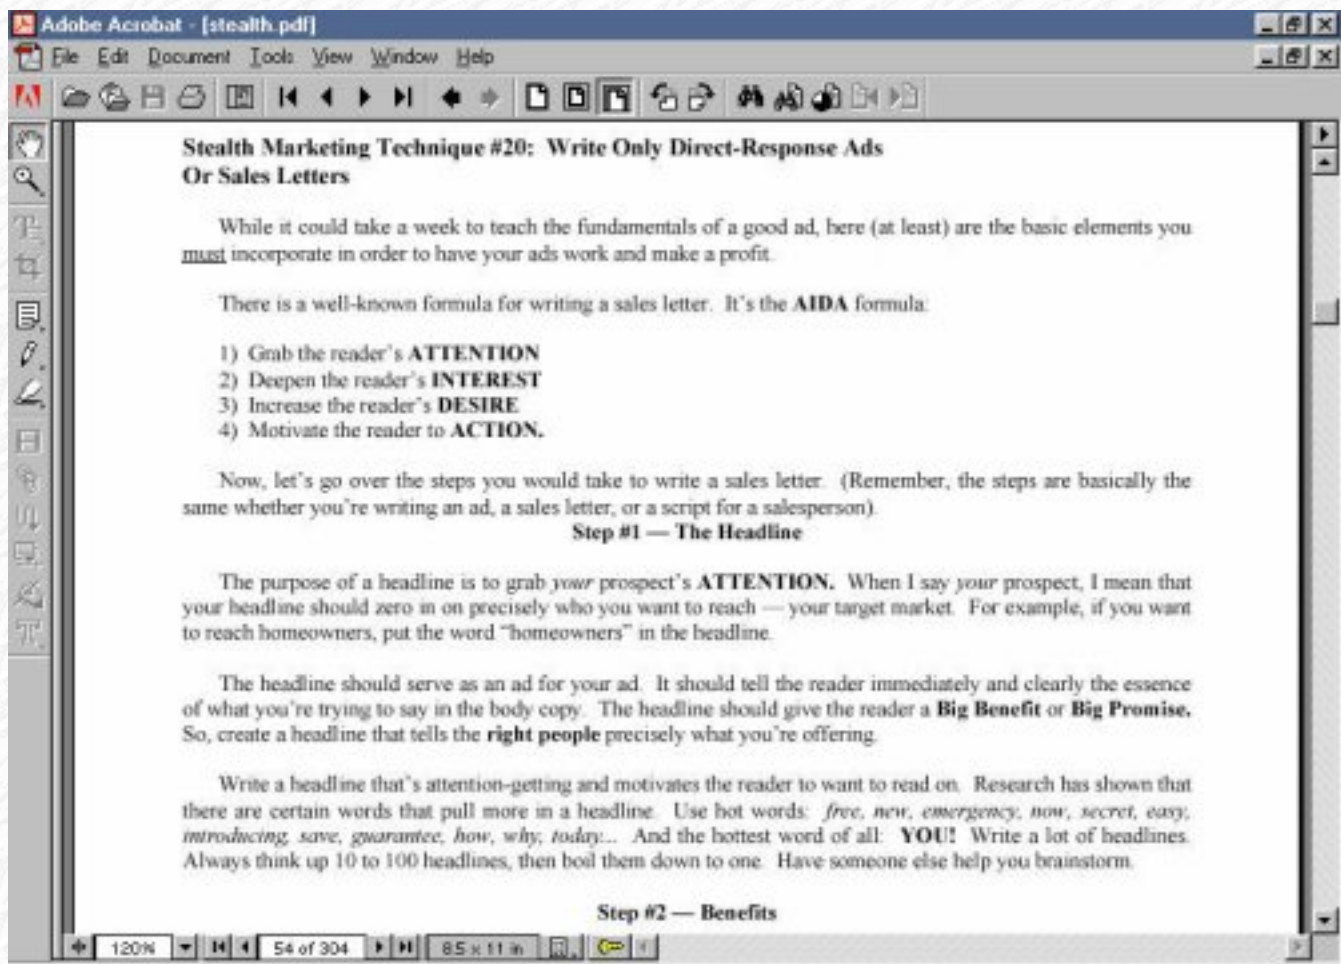 Adobe Acrobat - [stealth.pdf]
File Edit Document Tools View Window Help
Stealth Marketing Technique #20: Write Only Direct-Response Ads
Or Sales Letters
While it could take a week to teach the fundamentals of a good ad, here (at least) are the basic elements you
must incorporate in order to have your ads work and make a profit.
There is a well-known formula for writing a sales letter. It's the AIDA formula:
1) Grab the reader's ATTENTION
2) Deepen the reader's INTEREST
3) Increase the reader's DESIRE
4) Motivate the reader to ACTION.
Now, let's go over the steps you would take to write a sales letter. (Remember, the steps are basically the
same whether you're writing an ad, a sales letter, or a script for a salesperson).
Step #1 — The Headline
The purpose of a headline is to grab your prospect's ATTENTION. When I say your prospect, I mean that
your headline should zero in on precisely who you want to reach — your target market. For example, if you want
to reach homeowners, put the word "homeowners" in the headline.
The headline should serve as an ad for your ad. It should tell the reader immediately and clearly the essence
of what you're trying to say in the body copy. The headline should give the reader a Big Benefit or Big Promise.
So, create a headline that tells the right people precisely what you're offering.
Write a headline that's attention-getting and motivates the reader to want to read on. Research has shown that
there are certain words that pull more in a headline. Use hot words: free, new, emergency, now, secret, easy,
introducing, save, guarantee, how, why, today... And the hottest word of all: YOU! Write a lot of headlines.
Always think up 10 to 100 headlines, then boil them down to one. Have someone else help you brainstorm.
Step #2 — Benefits
120% 54 of 304 8.5 x 11 in